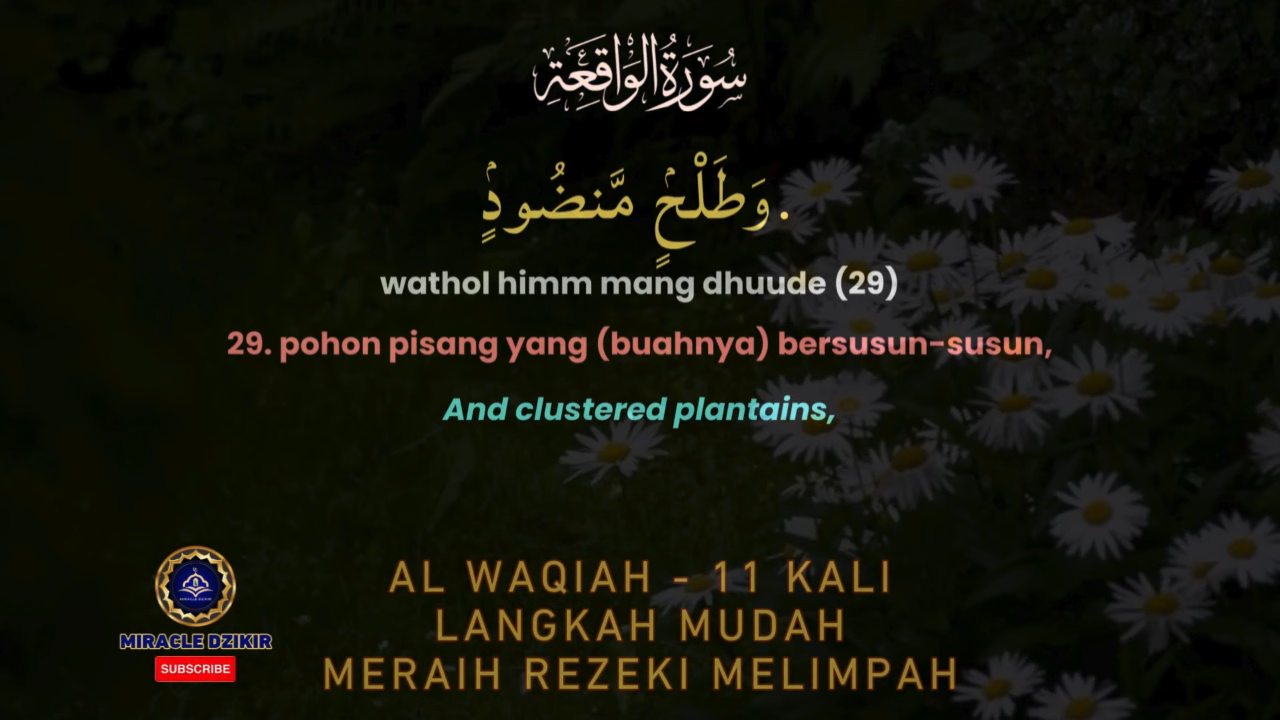 سُورَةُ الْوَاقِعَةِ
وَطَلْحٍۢ مَّنضُودٍۢ.
wathol himm mang dhuude (29)
29. pohon pisang yang (buahnya) bersusun-susun,
And clustered plantains,
AL WAQIAH - 11 KALI
LANGKAH MUDAH
MERAIH REZEKI MELIMPAH
MIRACLE DZIKIR
SUBSCRIBE